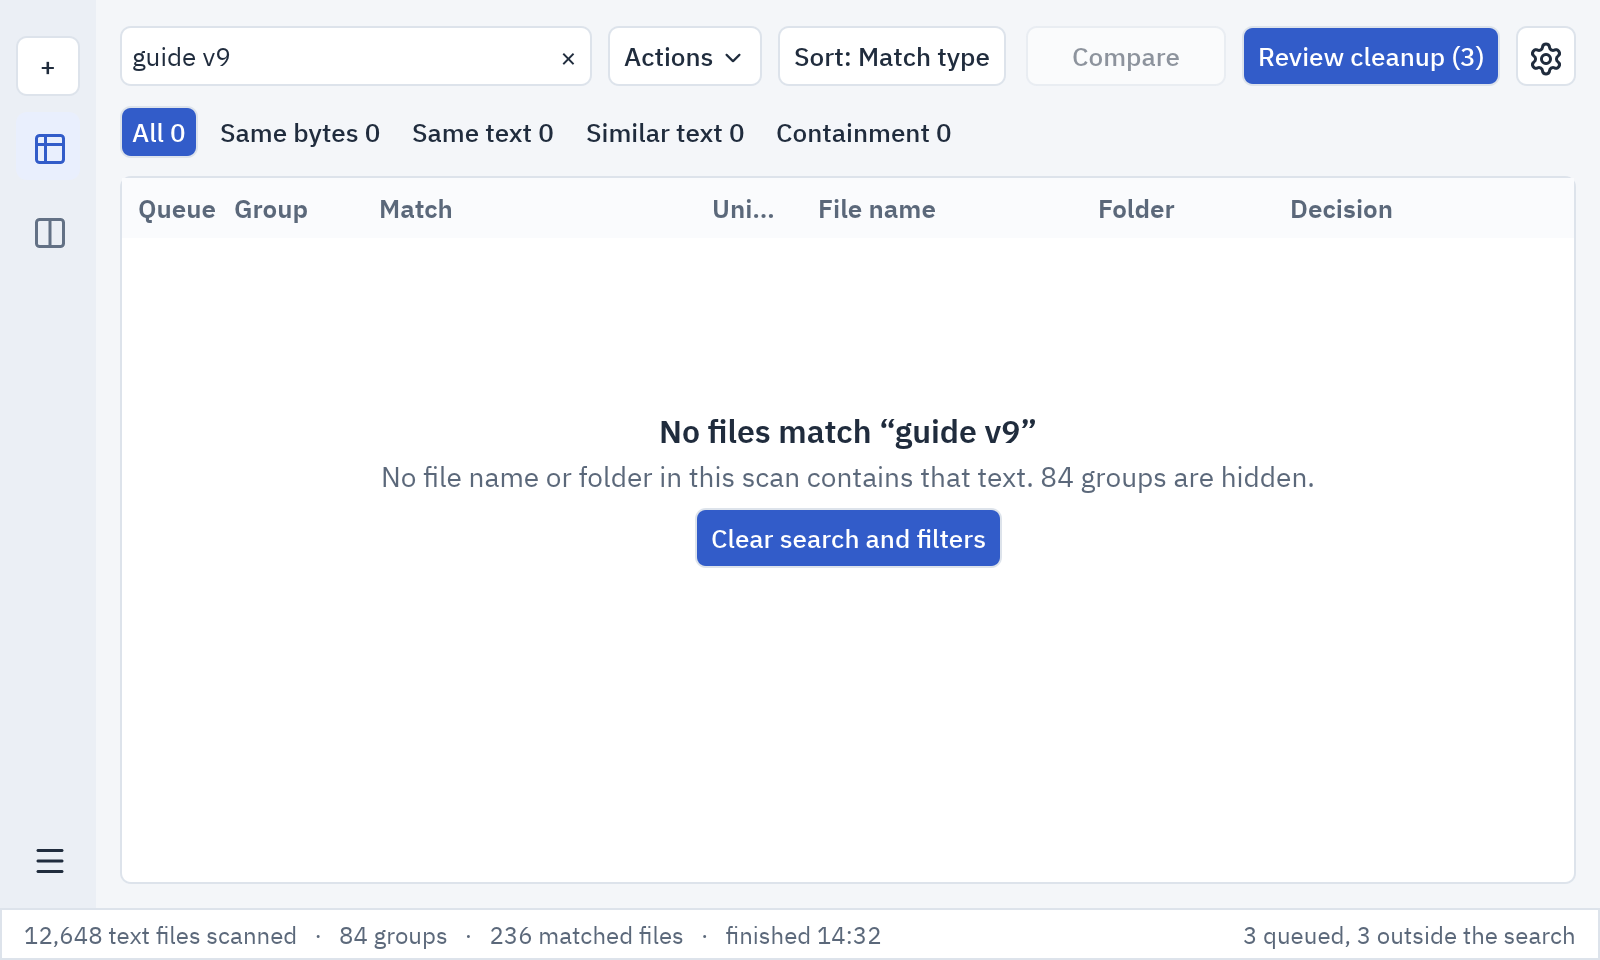 +
guide v9 ×
Actions
Sort: Match type
Compare
Review cleanup (3)
All 0
Same bytes 0
Same text 0
Similar text 0
Containment 0
Queue Group Match Uni... File name Folder Decision
No files match “guide v9”
No file name or folder in this scan contains that text. 84 groups are hidden.
Clear search and filters
12,648 text files scanned · 84 groups · 236 matched files · finished 14:32
3 queued, 3 outside the search